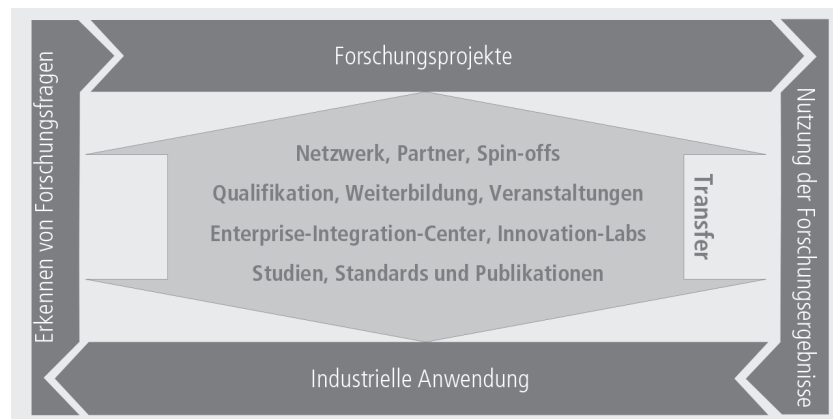 Erkennen von Forschungsfragen
Forschungsprojekte
Netzwerk, Partner, Spin-offs
Qualifikation, Weiterbildung, Veranstaltungen
Enterprise-Integration-Center, Innovation-Labs
Studien, Standards und Publikationen
Transfer
Nutzung der Forschungsergebnisse
Industrielle Anwendung